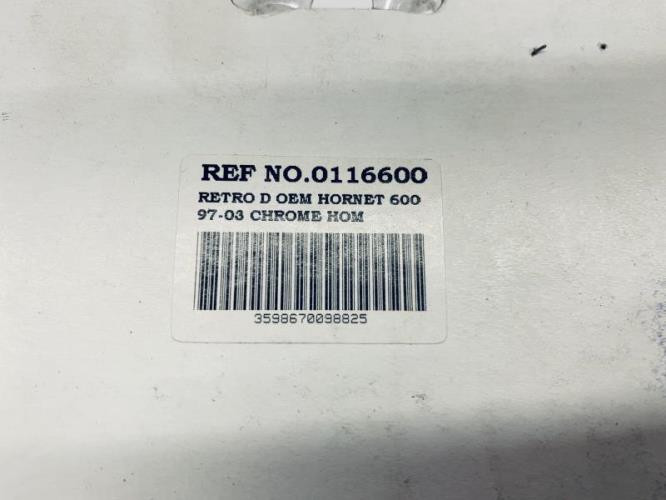 REF NO.0116600
RETRO D OEM HORNET 600
97-03 CHROME HOM
3598670098825